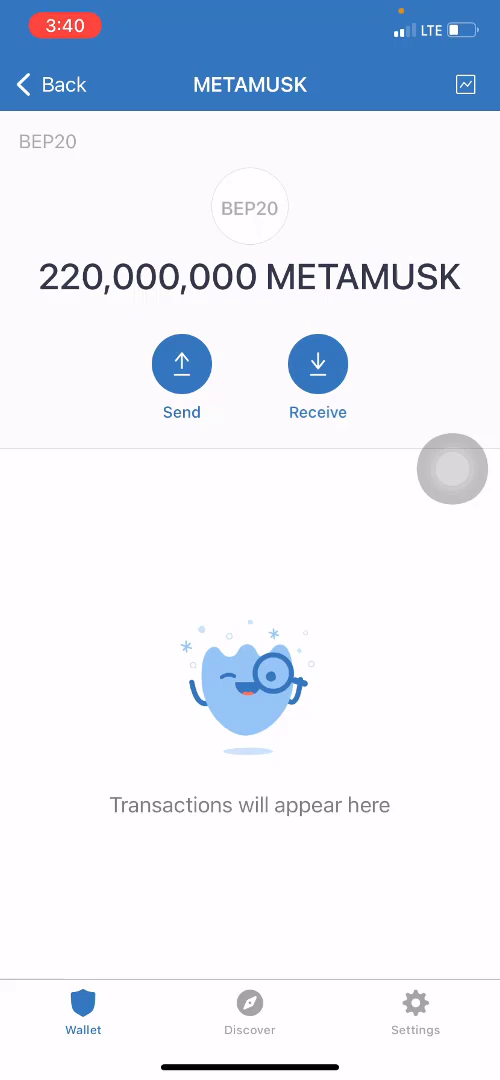 3:40
LTE
Back
METAMUSK
BEP20
BEP20
220,000,000 METAMUSK
Send
Receive
Transactions will appear here
Wallet
Discover
Settings